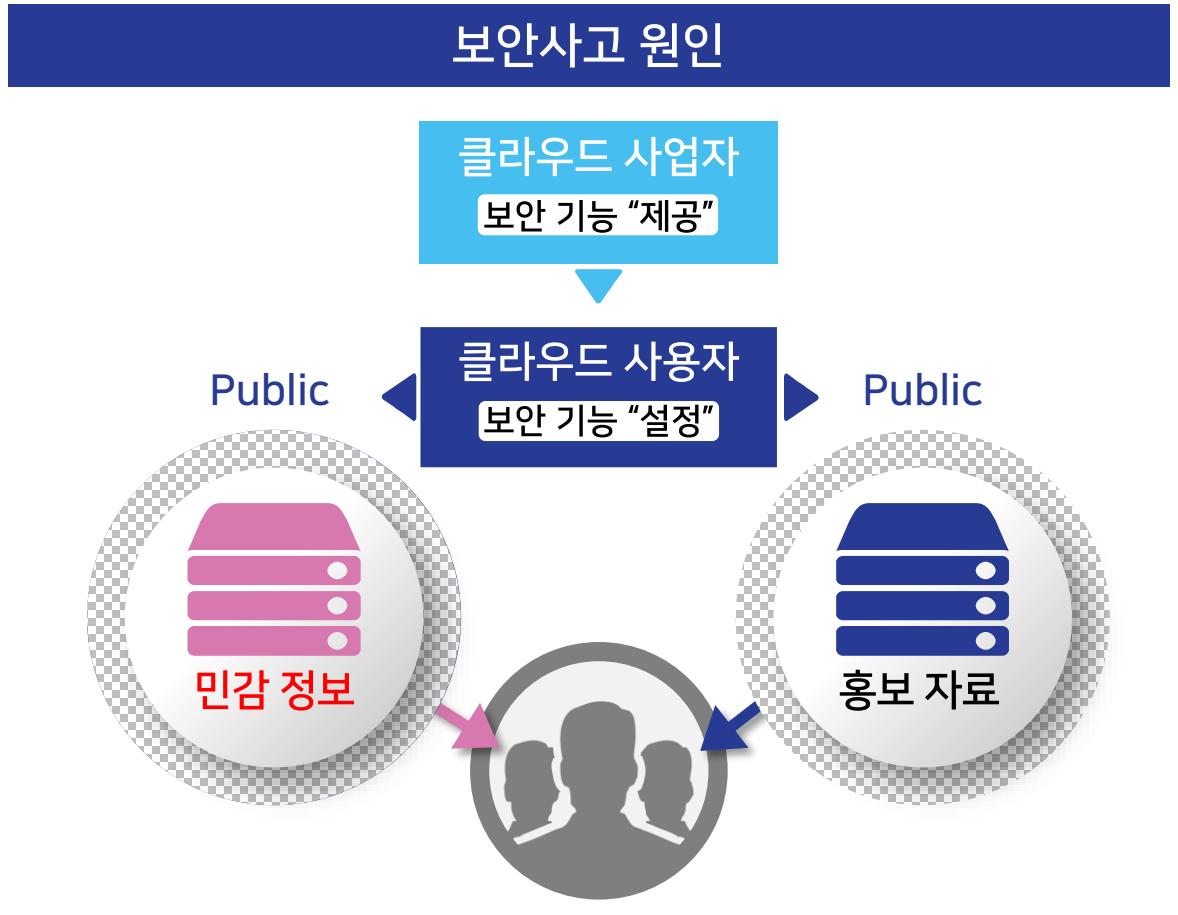 보안사고 원인
클라우드 사업자
보안 기능 “제공”
클라우드 사용자
보안 기능 “설정”
Public
Public
민감 정보
홍보 자료